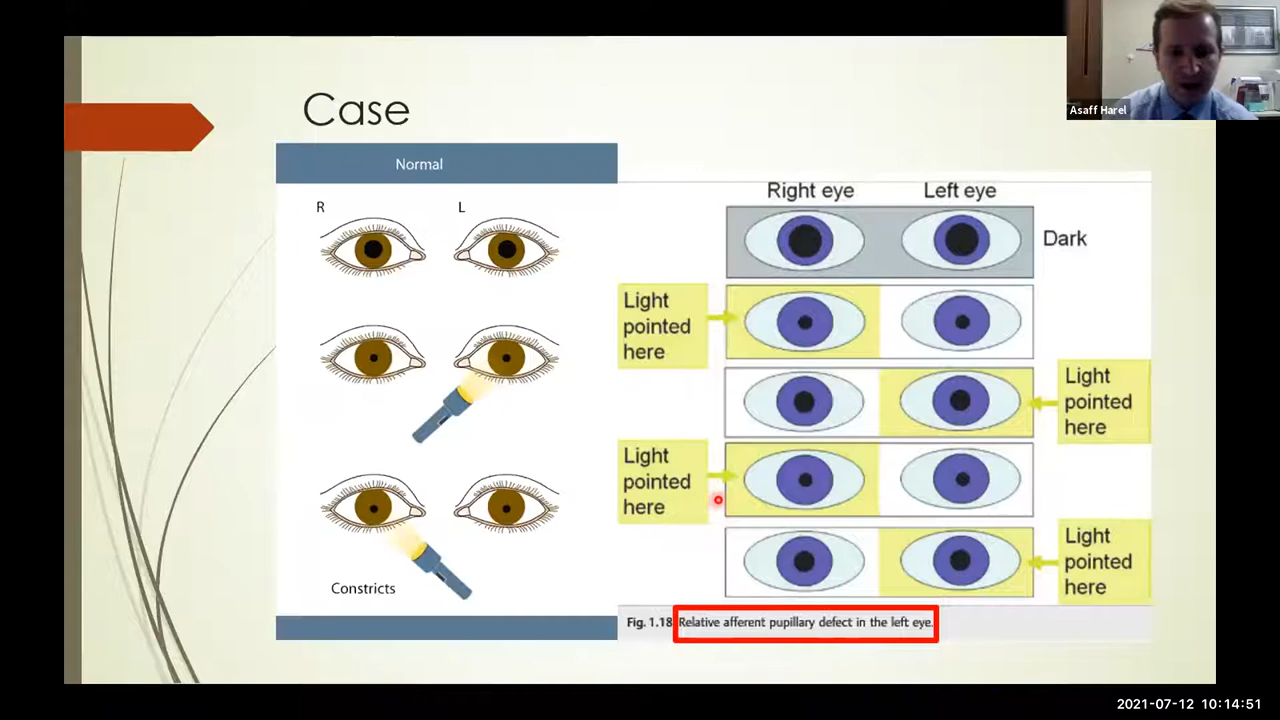 Asaff Harel
Case
Normal
R L
Constricts
Right eye Left eye
Dark
Light
pointed
here
Light
pointed
here
Light
pointed
here
Light
pointed
here
Fig. 1.18 Relative afferent pupillary defect in the left eye.
2021-07-12 10:14:51